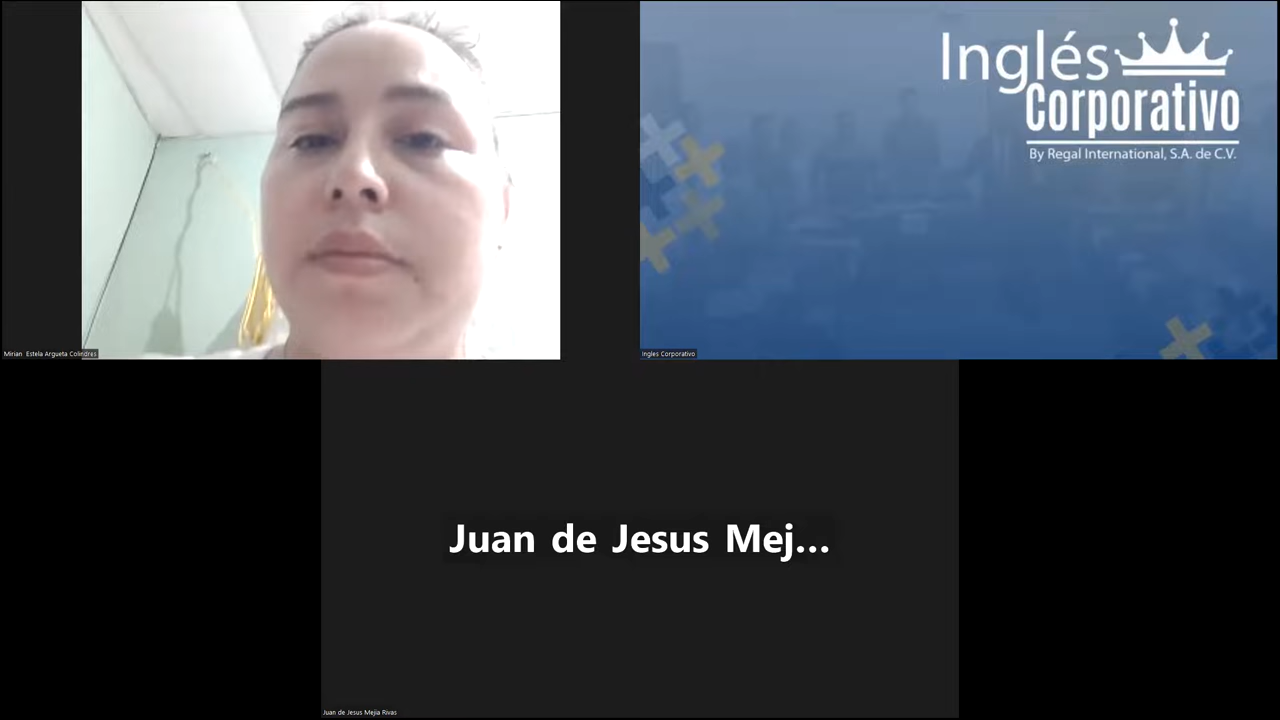 Inglés
Corporativo
By Regal International, S.A. de C.V.
Mirian Estela Argueta Colindres
Ingles Corporativo
Juan de Jesus Mej...
Juan de Jesus Mejia Rivas